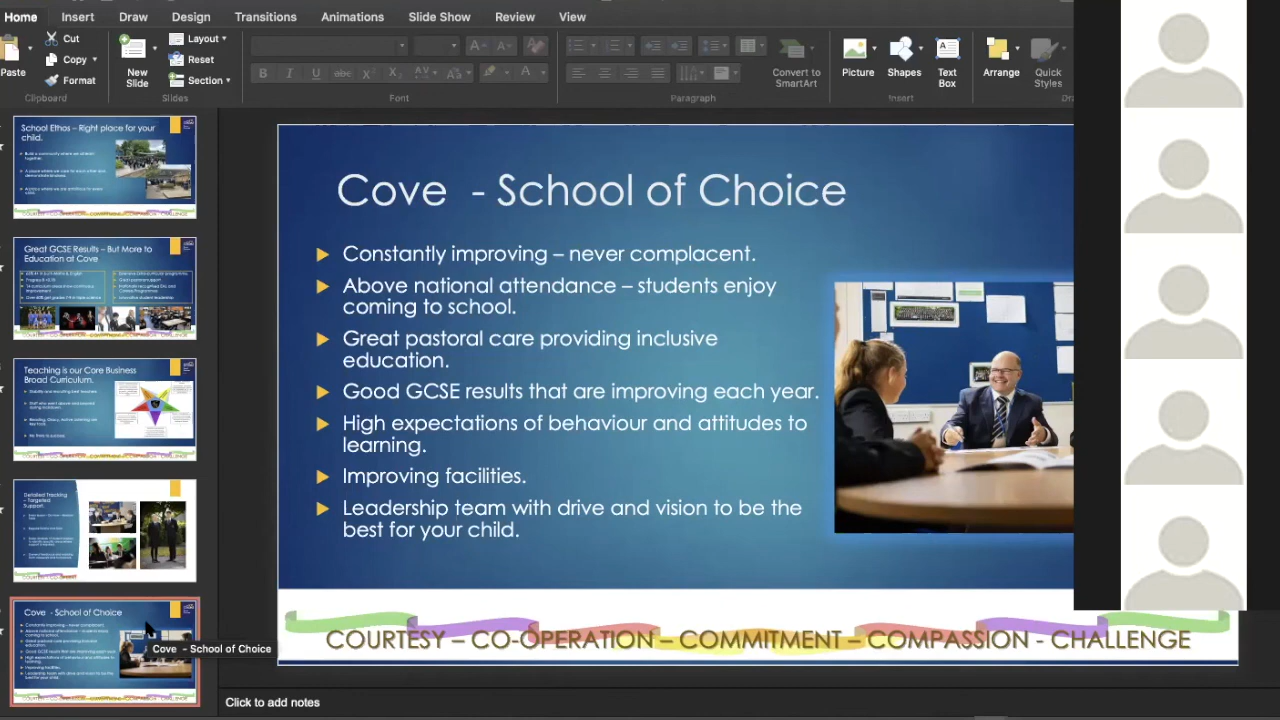 Home Insert Draw Design Transitions Animations Slide Show Review View
Cut
Copy
Format
Paste
Clipboard
New
Slide
Layout
Reset
Section
Slides
Font
Paragraph
Convert to
SmartArt
Picture
Shapes
Text
Box
Insert
Arrange
Quick
Styles
School Ethos – Right place for your
child.
Great GCSE Results – But More to
Education at Cove
Teaching is our Core Business
Broad Curriculum.
Detailed Tracking
– Targeted
Support.
Cove - School of Choice
Cove - School of Choice
Cove - School of Choice
Constantly improving – never complacent.
Above national attendance – students enjoy
coming to school.
Great pastoral care providing inclusive
education.
Good GCSE results that are improving each year.
High expectations of behaviour and attitudes to
learning.
Improving facilities.
Leadership team with drive and vision to be the
best for your child.
COURTESY - CO-OPERATION – COMMITMENT – COMPASSION - CHALLENGE
Click to add notes